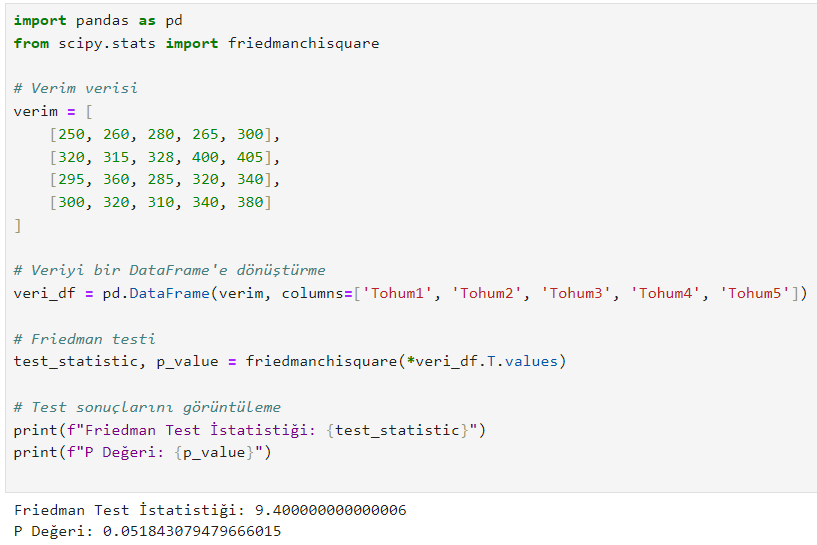 import pandas as pd
from scipy.stats import friedmanchisquare

# Verim verisi
verim = [
    [250, 260, 280, 265, 300],
    [320, 315, 328, 400, 405],
    [295, 360, 285, 320, 340],
    [300, 320, 310, 340, 380]
]

# Veriyi bir DataFrame'e dönüştürme
veri_df = pd.DataFrame(verim, columns=['Tohum1', 'Tohum2', 'Tohum3', 'Tohum4', 'Tohum5'])

# Friedman testi
test_statistic, p_value = friedmanchisquare(*veri_df.T.values)

# Test sonuçlarını görüntüleme
print(f"Friedman Test İstatistiği: {test_statistic}")
print(f"P Değeri: {p_value}")

Friedman Test İstatistiği: 9.400000000000006
P Değeri: 0.051843079479666015